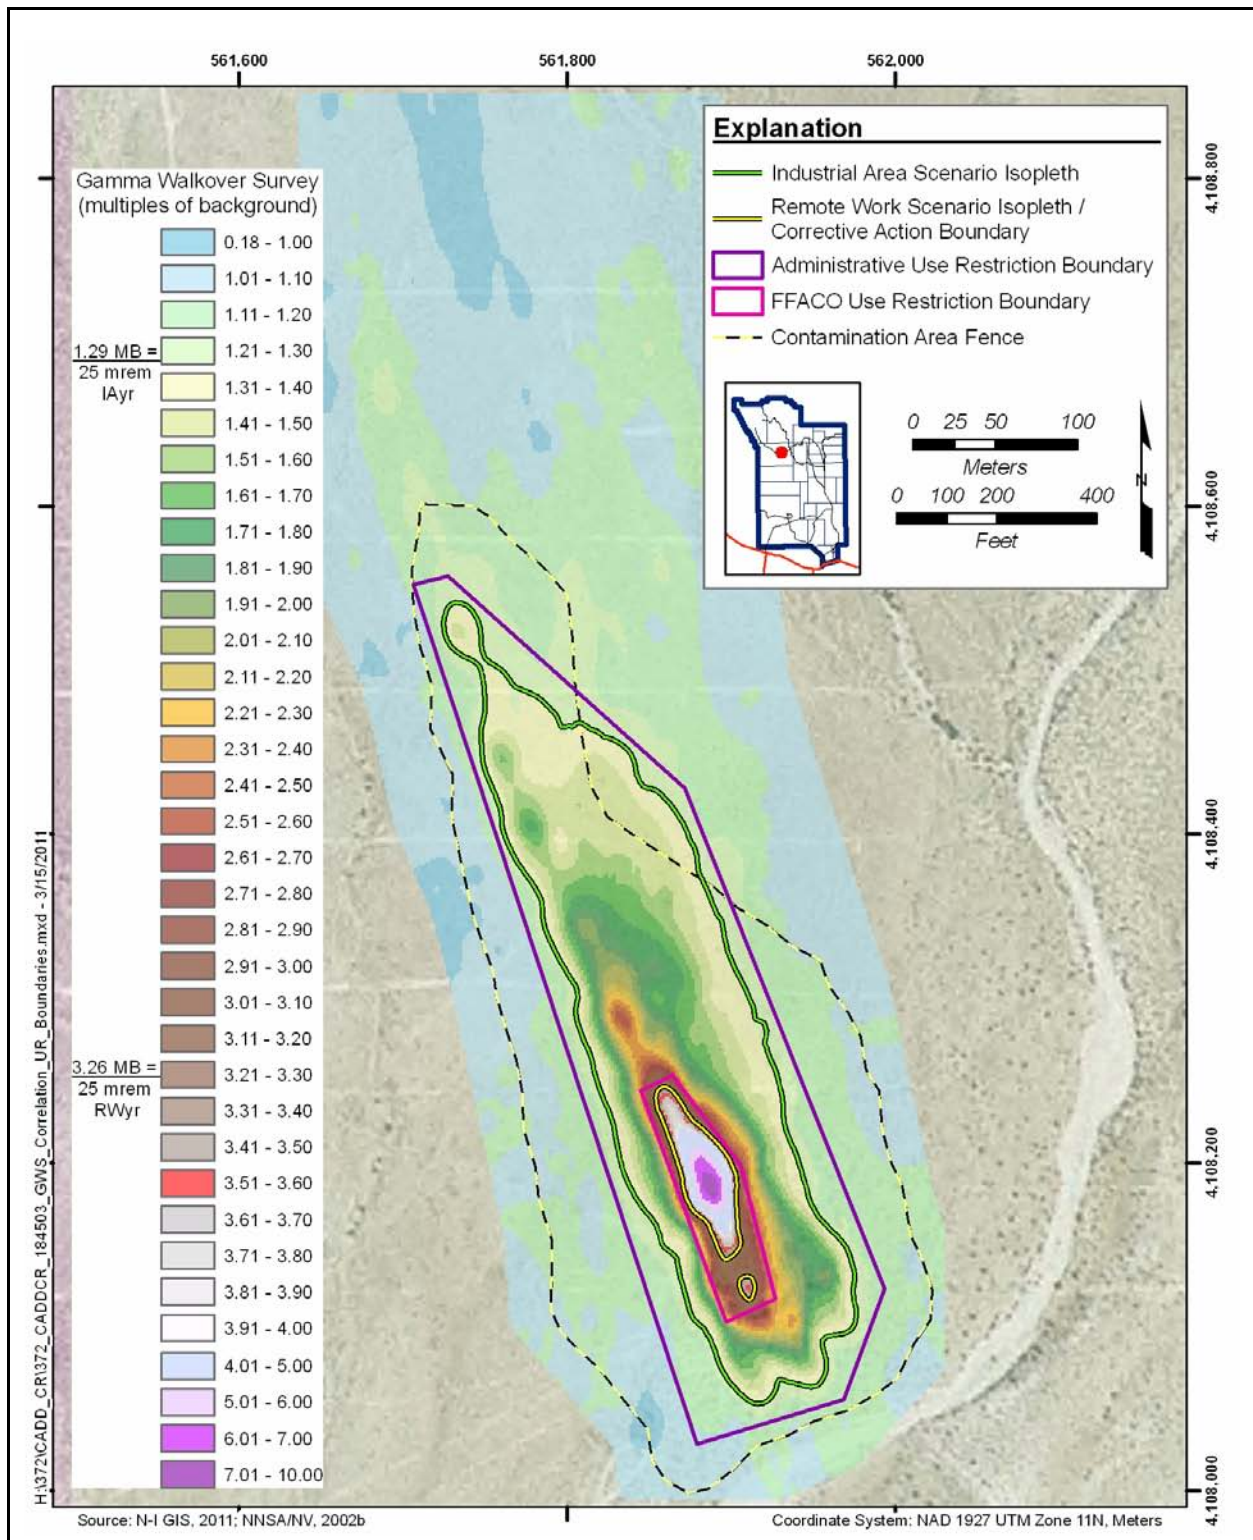 561,600 561,800 562,000
Explanation
Industrial Area Scenario Isopleth
Remote Work Scenario Isopleth /
Corrective Action Boundary
Administrative Use Restriction Boundary
FFACO Use Restriction Boundary
Contamination Area Fence
0 25 50 100
Meters
0 100 200 400
Feet
N
Gamma Walkover Survey
(multiples of background)
0.18 - 1.00
1.01 - 1.10
1.11 - 1.20
1.21 - 1.30
1.31 - 1.40
1.41 - 1.50
1.51 - 1.60
1.61 - 1.70
1.71 - 1.80
1.81 - 1.90
1.91 - 2.00
2.01 - 2.10
2.11 - 2.20
2.21 - 2.30
2.31 - 2.40
2.41 - 2.50
2.51 - 2.60
2.61 - 2.70
2.71 - 2.80
2.81 - 2.90
2.91 - 3.00
3.01 - 3.10
3.11 - 3.20
3.21 - 3.30
3.31 - 3.40
3.41 - 3.50
3.51 - 3.60
3.61 - 3.70
3.71 - 3.80
3.81 - 3.90
3.91 - 4.00
4.01 - 5.00
5.01 - 6.00
6.01 - 7.00
7.01 - 10.00
1.29 MB =
25 mrem
IAyr
3.26 MB =
25 mrem
RWyr
4,108,800
4,108,600
4,108,400
4,108,200
4,108,000
H:\372\CADD_CR\372_CADDCR_184503_GWS_Correlation_UR_Boundaries.mxd - 3/15/2011
Source: N-I GIS, 2011; NNSA/NV, 2002b
Coordinate System: NAD 1927 UTM Zone 11N, Meters